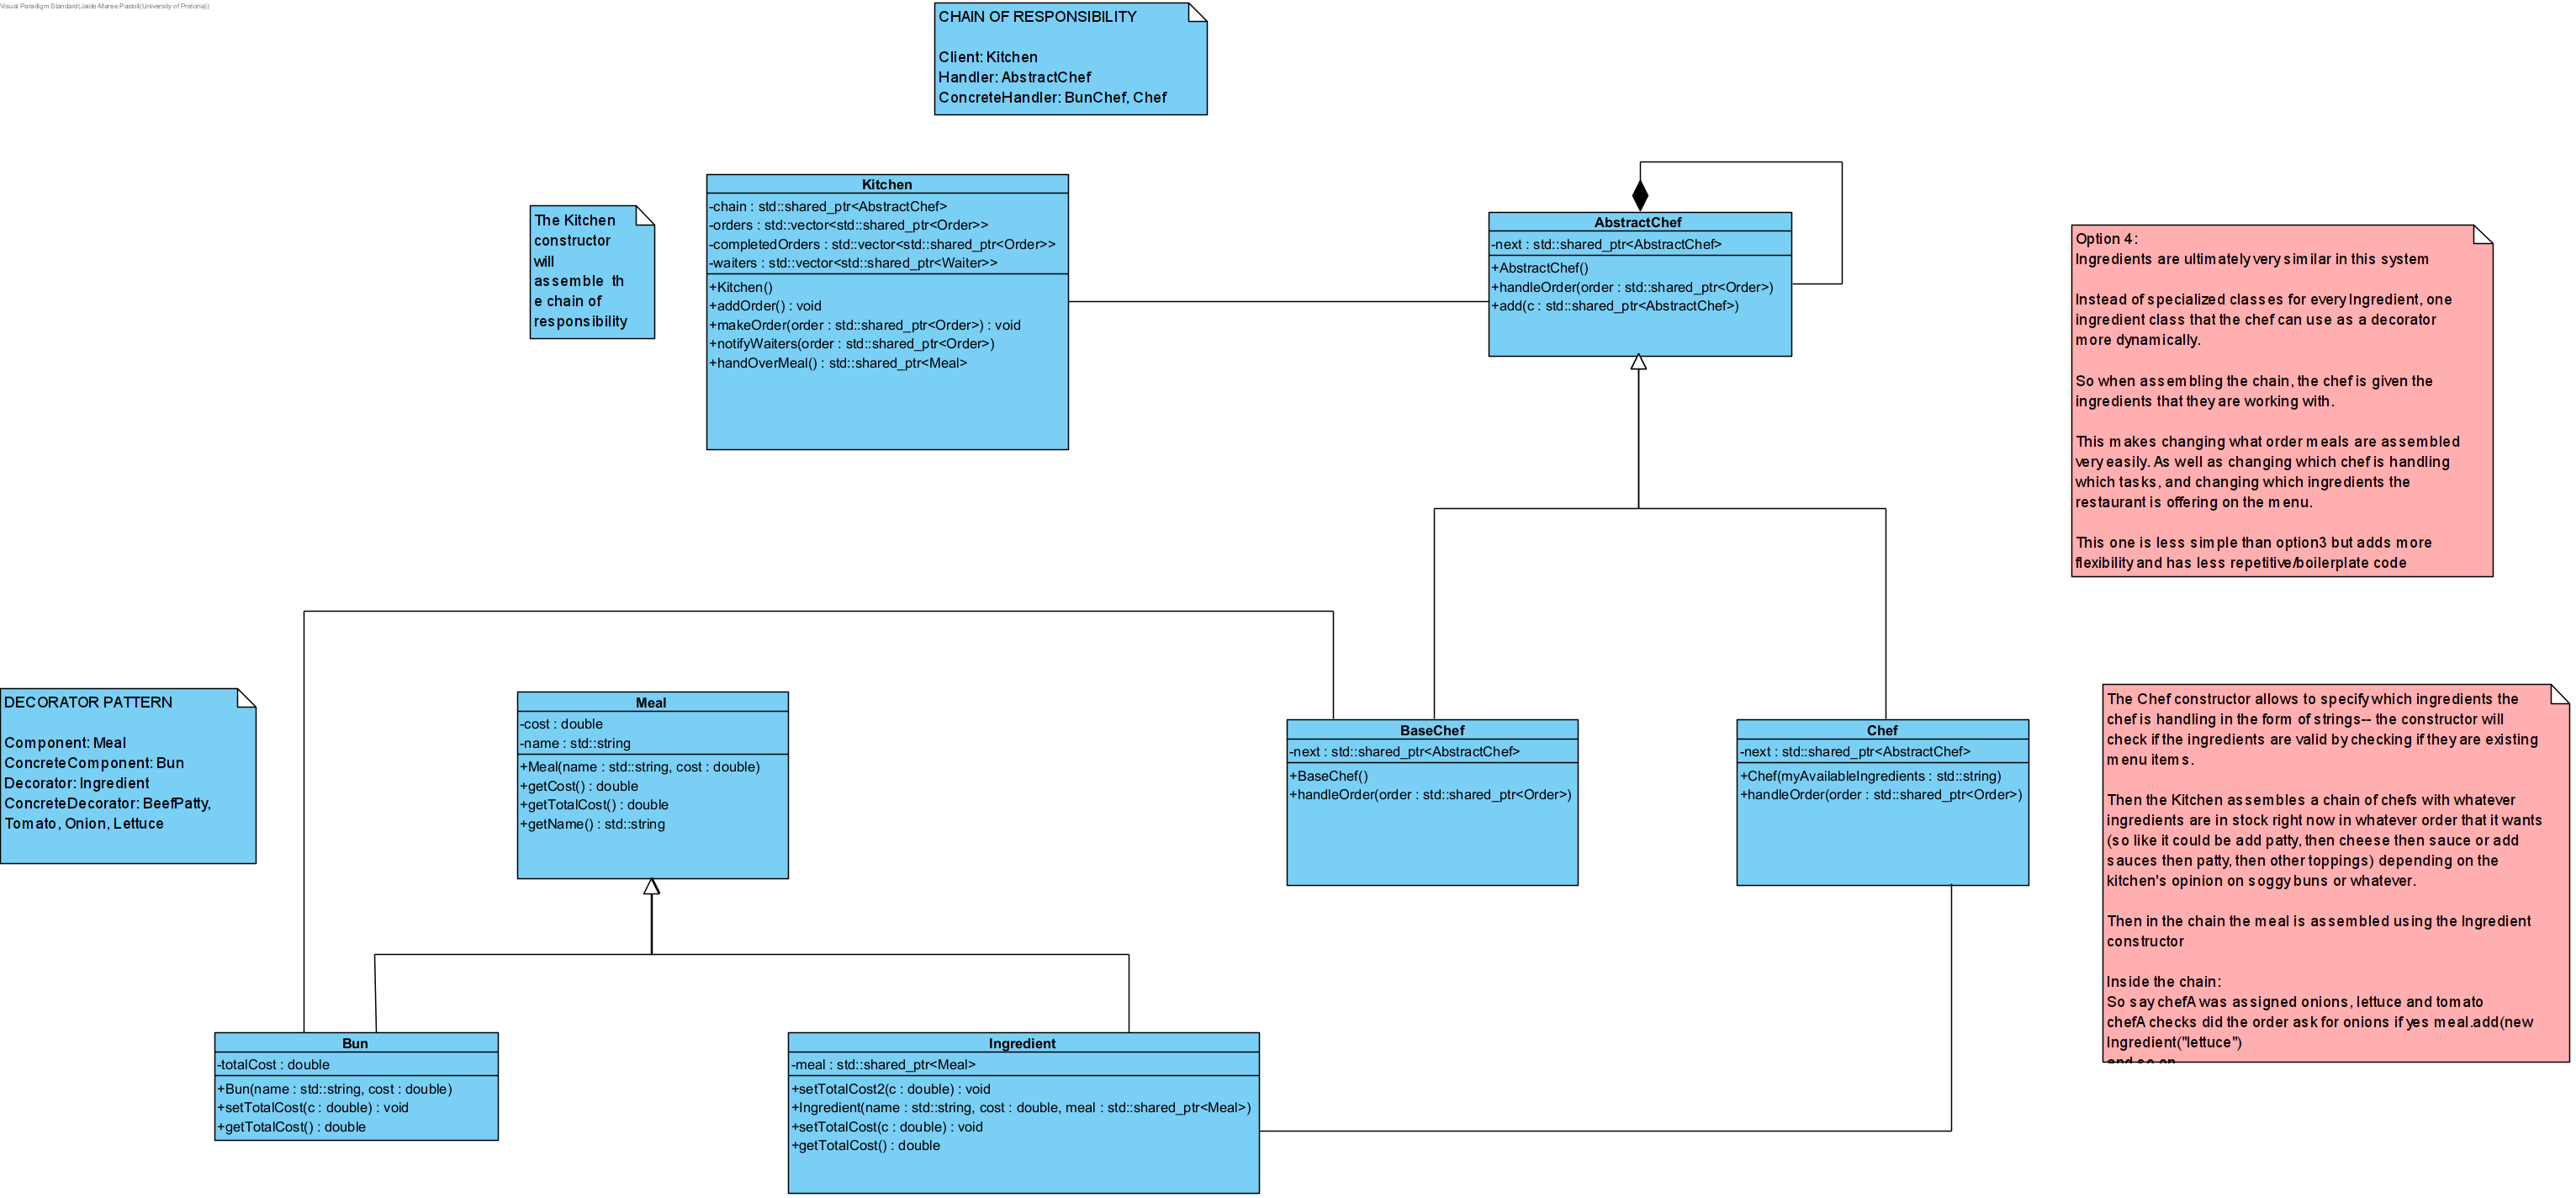 Visual Paradigm Standard(Jaide-Maree Pastoll(University of Pretoria))
CHAIN OF RESPONSIBILITY
Client: Kitchen
Handler: AbstractChef
ConcreteHandler: BunChef, Chef
The Kitchen
constructor
will
assemble th
e chain of
responsibility
Kitchen
-chain : std::shared_ptr<AbstractChef>
-orders : std::vector<std::shared_ptr<Order>>
-completedOrders : std::vector<std::shared_ptr<Order>>
-waiters : std::vector<std::shared_ptr<Waiter>>
+Kitchen()
+addOrder() : void
+makeOrder(order : std::shared_ptr<Order>) : void
+notifyWaiters(order : std::shared_ptr<Order>)
+handOverMeal() : std::shared_ptr<Meal>
AbstractChef
-next : std::shared_ptr<AbstractChef>
+AbstractChef()
+handleOrder(order : std::shared_ptr<Order>)
+add(c : std::shared_ptr<AbstractChef>)
Option 4:
Ingredients are ultimately very similar in this system
Instead of specialized classes for every Ingredient, one
ingredient class that the chef can use as a decorator
more dynamically.
So when assembling the chain, the chef is given the
ingredients that they are working with.
This makes changing what order meals are assembled
very easily. As well as changing which chef is handling
which tasks, and changing which ingredients the
restaurant is offering on the menu.
This one is less simple than option3 but adds more
flexibility and has less repetitive/boilerplate code
DECORATOR PATTERN
Component: Meal
ConcreteComponent: Bun
Decorator: Ingredient
ConcreteDecorator: BeefPatty,
Tomato, Onion, Lettuce
Meal
-cost : double
-name : std::string
+Meal(name : std::string, cost : double)
+getCost() : double
+getTotalCost() : double
+getName() : std::string
BaseChef
-next : std::shared_ptr<AbstractChef>
+BaseChef()
+handleOrder(order : std::shared_ptr<Order>)
Chef
-next : std::shared_ptr<AbstractChef>
+Chef(myAvailableIngredients : std::string)
+handleOrder(order : std::shared_ptr<Order>)
The Chef constructor allows to specify which ingredients the
chef is handling in the form of strings-- the constructor will
check if the ingredients are valid by checking if they are existing
menu items.
Then the Kitchen assembles a chain of chefs with whatever
ingredients are in stock right now in whatever order that it wants
(so like it could be add patty, then cheese then sauce or add
sauces then patty, then other toppings) depending on the
kitchen's opinion on soggy buns or whatever.
Then in the chain the meal is assembled using the Ingredient
constructor
Inside the chain:
So say chefA was assigned onions, lettuce and tomato
chefA checks did the order ask for onions if yes meal.add(new
Ingredient("lettuce")
and so on
Bun
-totalCost : double
+Bun(name : std::string, cost : double)
+setTotalCost(c : double) : void
+getTotalCost() : double
Ingredient
-meal : std::shared_ptr<Meal>
+setTotalCost2(c : double) : void
+Ingredient(name : std::string, cost : double, meal : std::shared_ptr<Meal>)
+setTotalCost(c : double) : void
+getTotalCost() : double